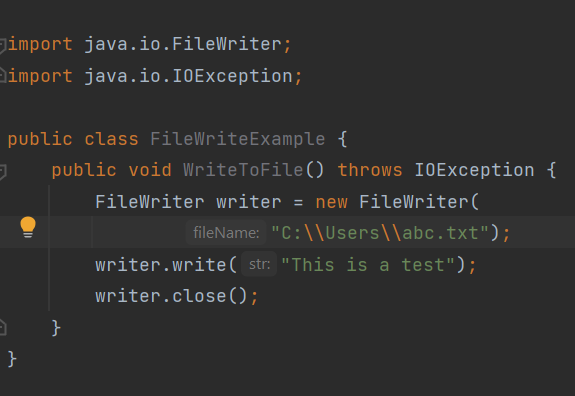 import java.io.FileWriter;
import java.io.IOException;
public class FileWriteExample {
public void WriteToFile() throws IOException {
FileWriter writer = new FileWriter(
fileName: "C:\\Users\\abc.txt");
writer.write( str: "This is a test");
writer.close();
}
}